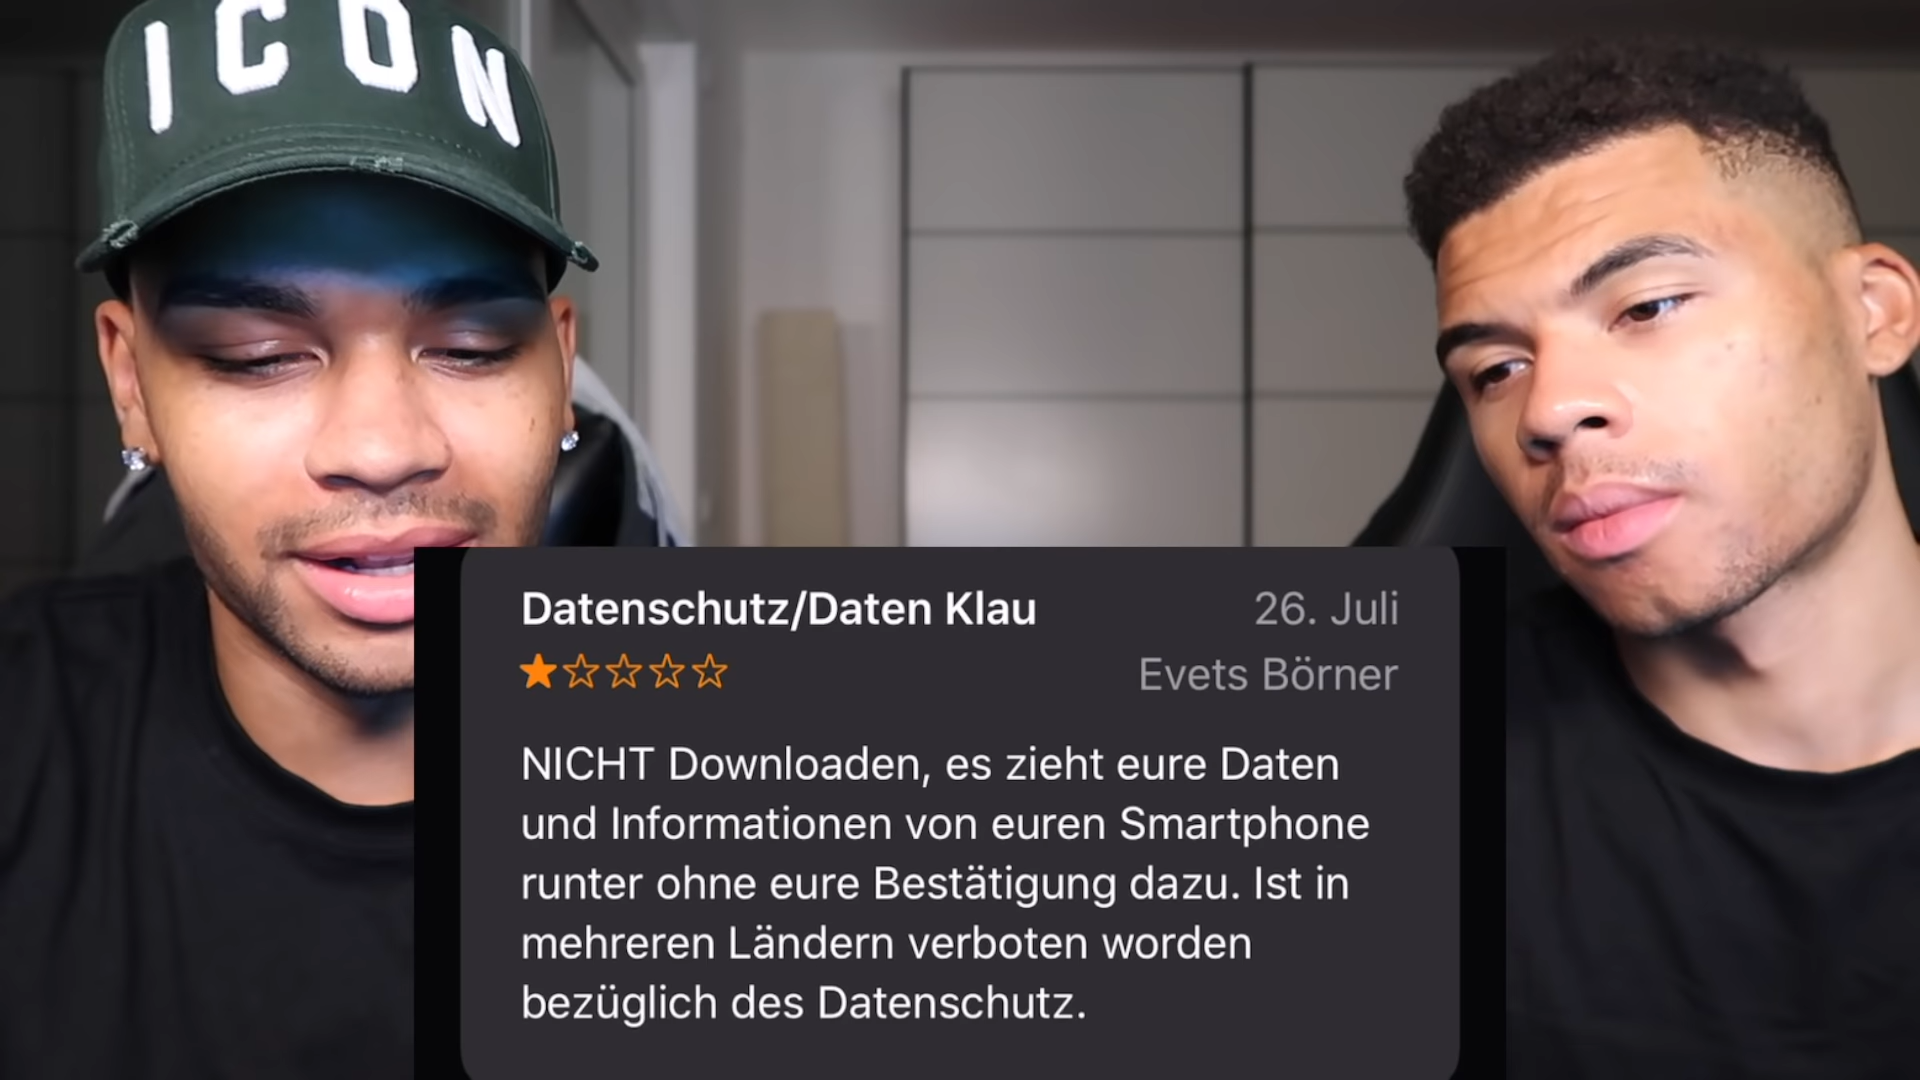 ICON
Datenschutz/Daten Klau
26. Juli
Evets Börner
NICHT Downloaden, es zieht eure Daten
und Informationen von euren Smartphone
runter ohne eure Bestätigung dazu. Ist in
mehreren Ländern verboten worden
bezüglich des Datenschutz.